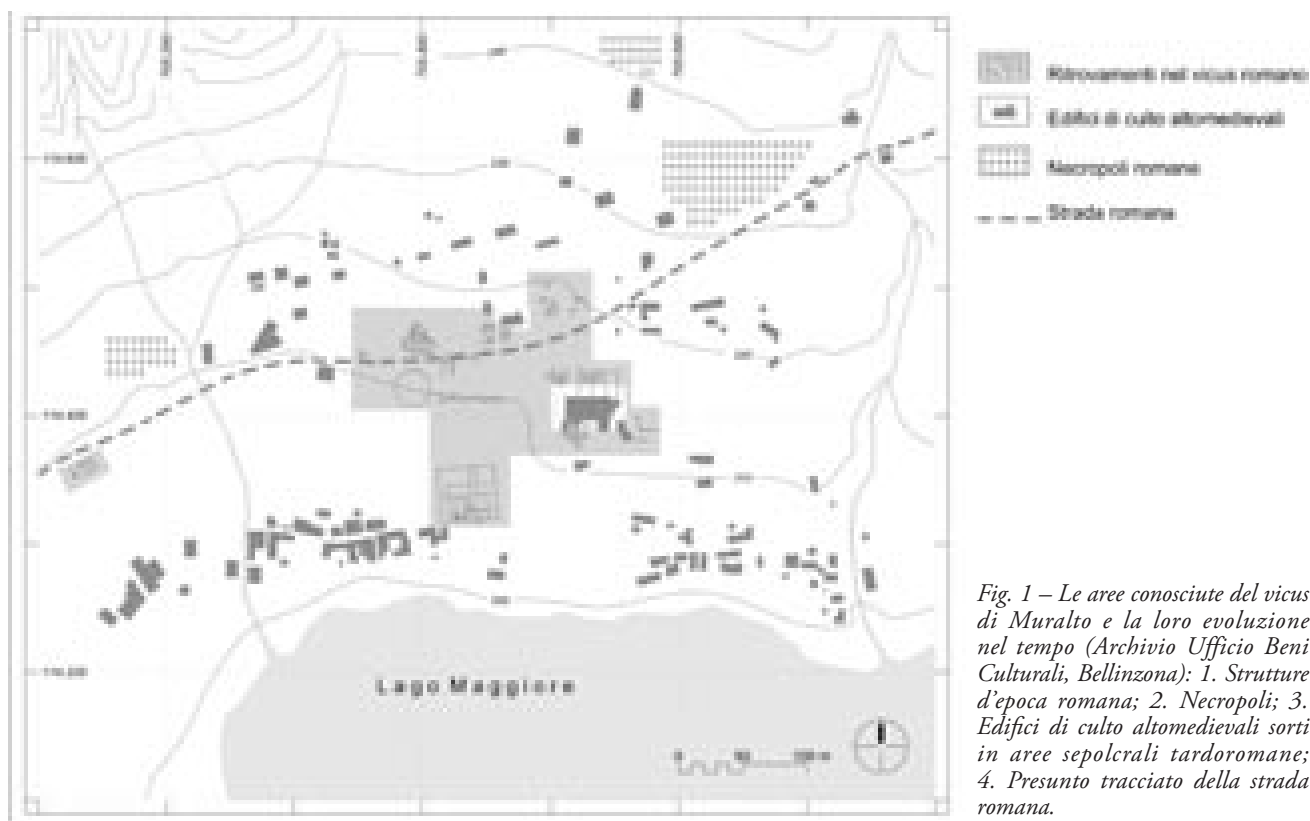 Ritrovamenti nel vicus romano
Edifici di culto altomedievali
Necropoli romane
Strada romana
Lago Maggiore
Fig. 1 – Le aree conosciute del vicus
di Muralto e la loro evoluzione
nel tempo (Archivio Ufficio Beni
Culturali, Bellinzona): 1. Strutture
d'epoca romana; 2. Necropoli; 3.
Edifici di culto altomedievali sorti
in aree sepolcrali tardoromane;
4. Presunto tracciato della strada
romana.